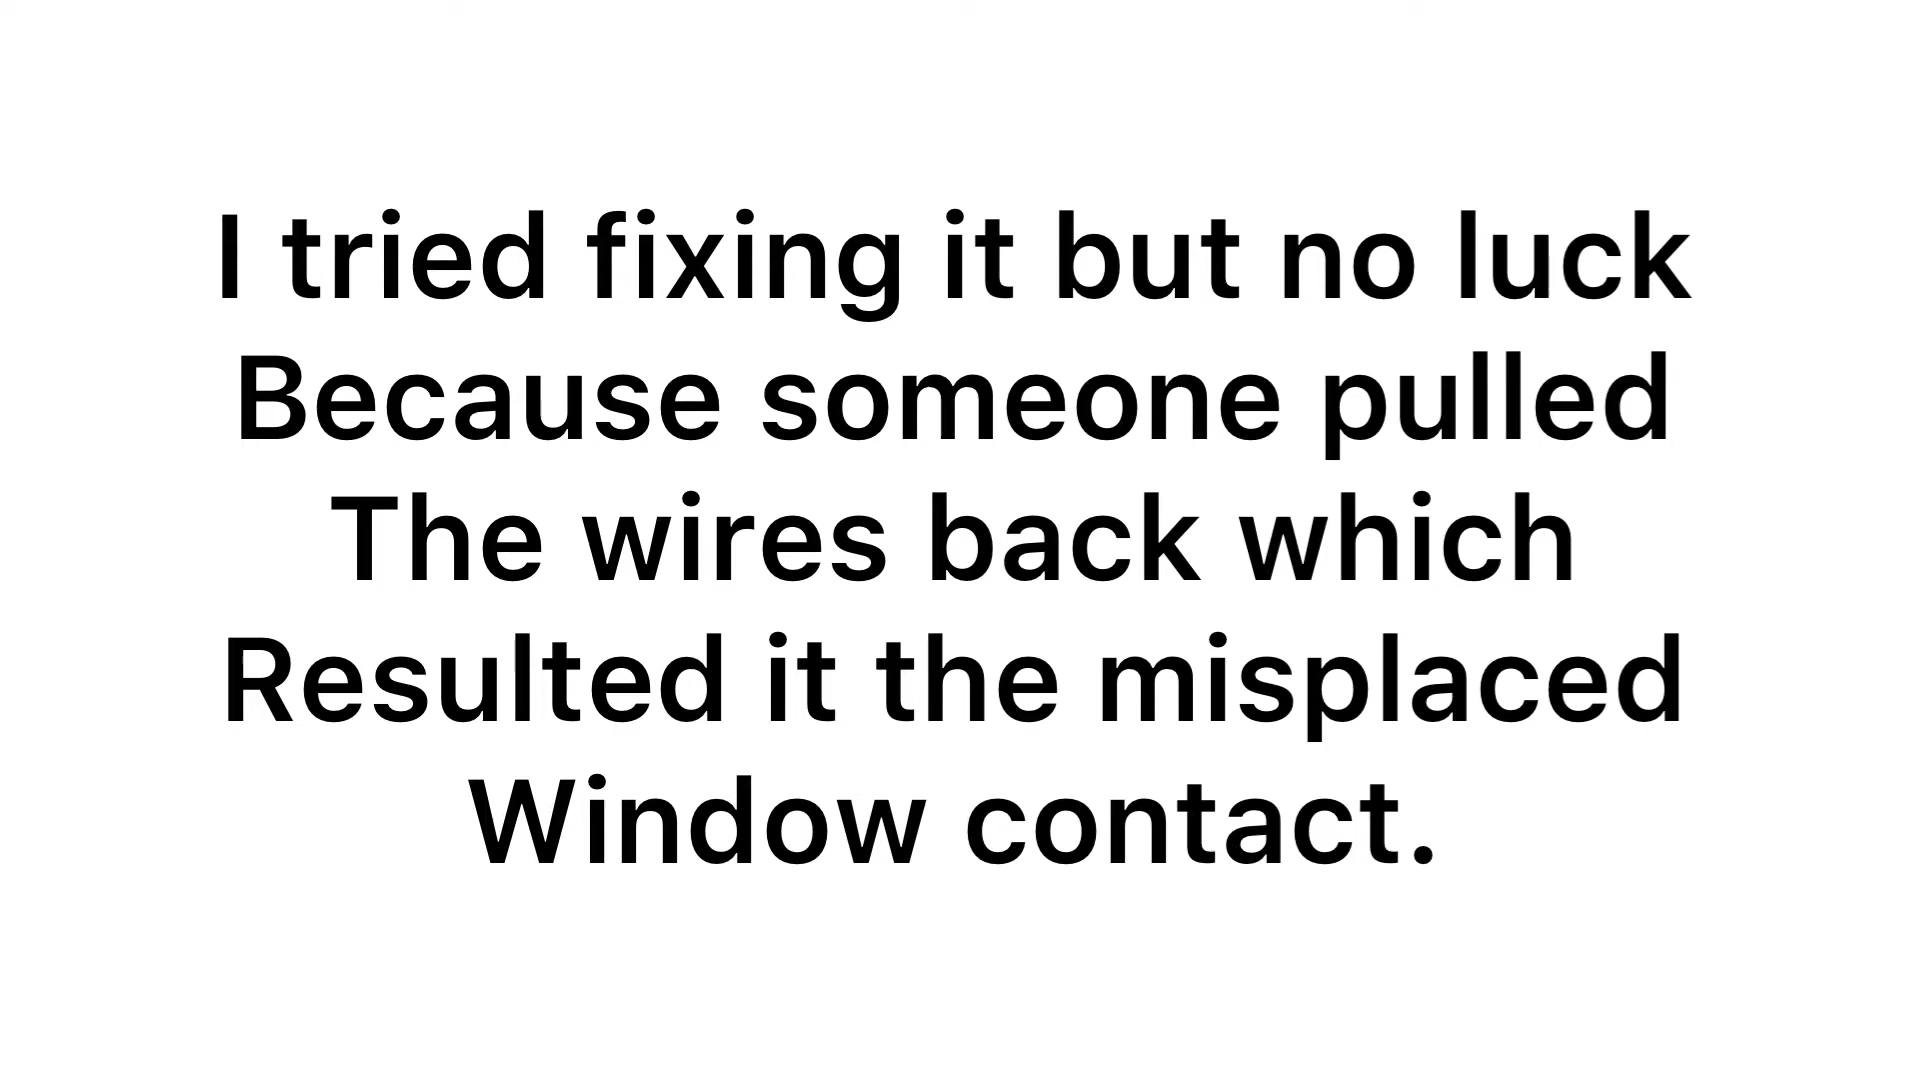 I tried fixing it but no luck
Because someone pulled
The wires back which
Resulted it the misplaced
Window contact.